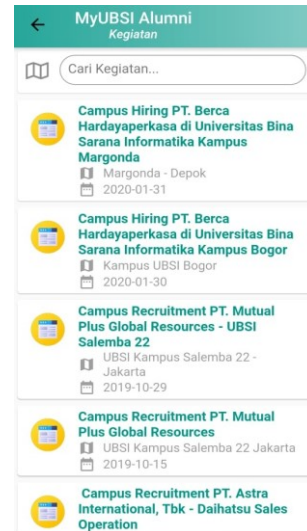 MyUBSI Alumni
Kegiatan
Cari Kegiatan...
Campus Hiring PT. Berca
Hardayaperkasa di Universitas Bina
Sarana Informatika Kampus
Margonda
Margonda - Depok
2020-01-31
Campus Hiring PT. Berca
Hardayaperkasa di Universitas Bina
Sarana Informatika Kampus Bogor
Kampus UBSI Bogor
2020-01-30
Campus Recruitment PT. Mutual
Plus Global Resources - UBSI
Salemba 22
UBSI Kampus Salemba 22 -
Jakarta
2019-10-29
Campus Recruitment PT. Mutual
Plus Global Resources
UBSI Kampus Salemba 22 Jakarta
2019-10-15
Campus Recruitment PT. Astra
International, Tbk - Daihatsu Sales
Operation